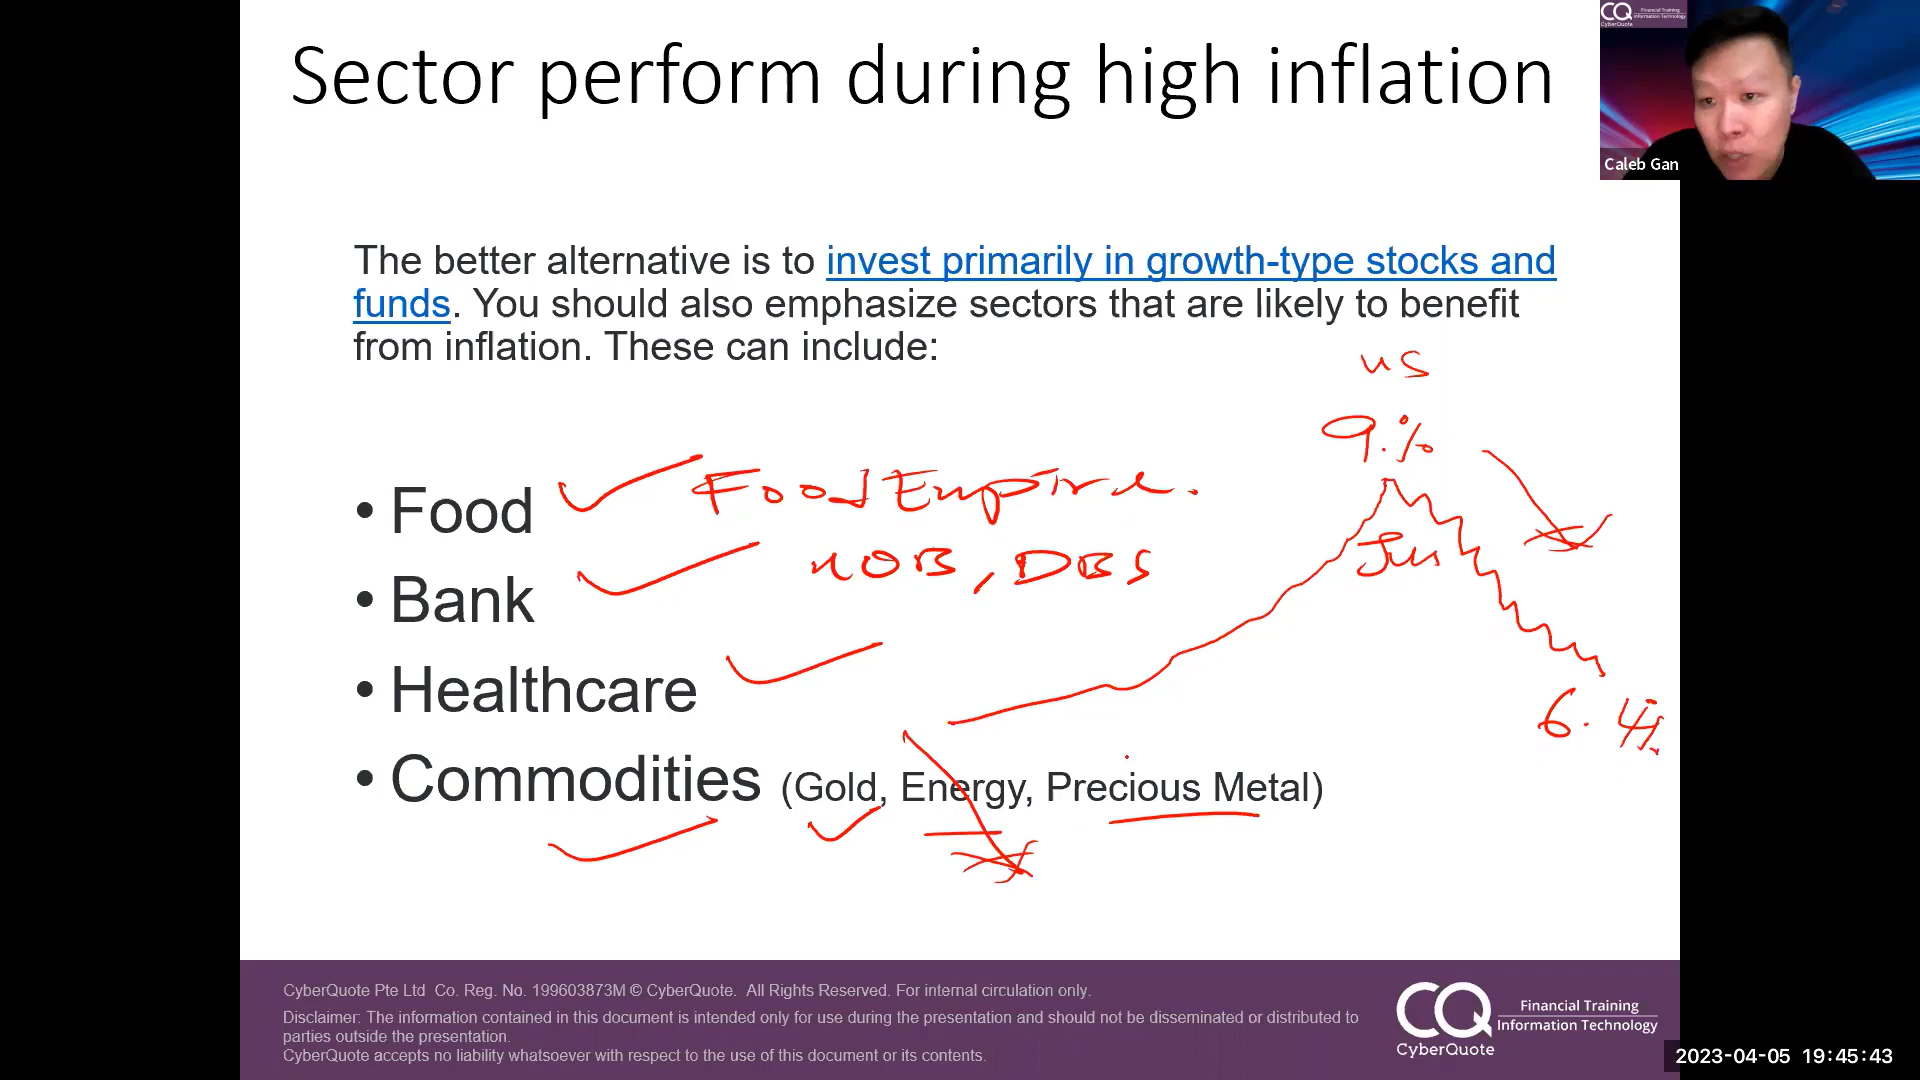 Sector perform during high inflation
CQ
CyberQuote
Financial Training
Information Technology
Caleb Gan
The better alternative is to invest primarily in growth-type stocks and
funds. You should also emphasize sectors that are likely to benefit
from inflation. These can include:
us
9.%
• Food
Food Empire.
Jun
• Bank
UOB, DBS
• Healthcare
6.4%
• Commodities (Gold, Energy, Precious Metal)
CyberQuote Pte Ltd Co. Reg. No. 199603873M © CyberQuote. All Rights Reserved. For internal circulation only.
Disclaimer: The information contained in this document is intended only for use during the presentation and should not be disseminated or distributed to
parties outside the presentation.
CyberQuote accepts no liability whatsoever with respect to the use of this document or its contents.
CQ
CyberQuote
Financial Training
Information Technology
2023-04-05 19:45:43